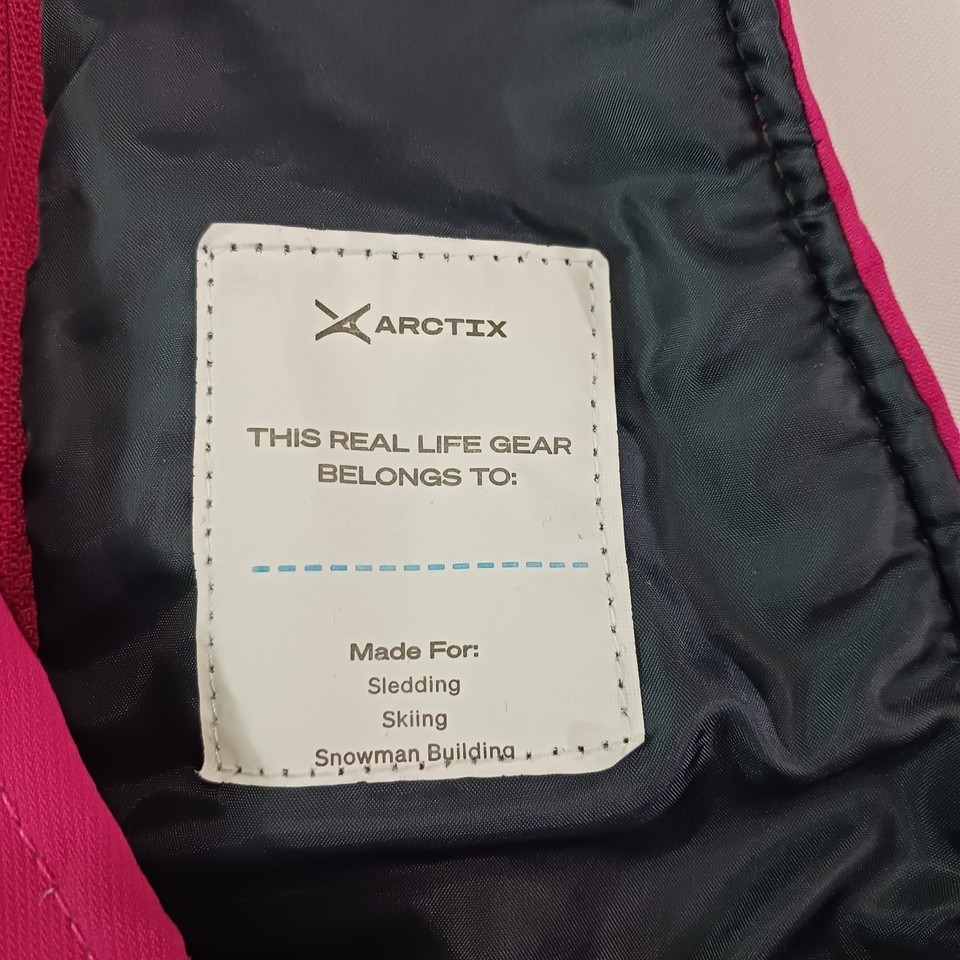 ARCTIX
THIS REAL LIFE GEAR
BELONGS TO:
Made For:
Sledding
Skiing
Snowman Building